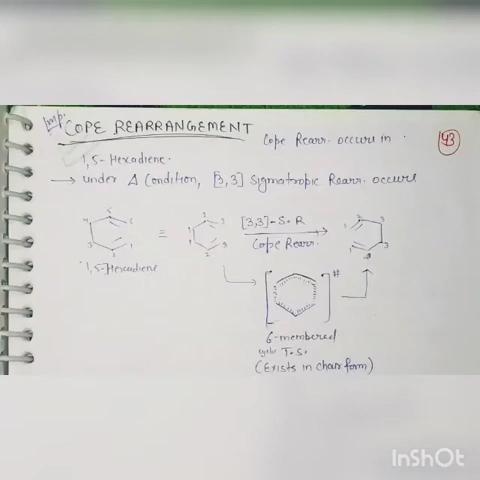 Imp.
COPE REARRANGEMENT
Cope Rearr. occurs in
43
1,5-Hexadiene.
→ under Δ Condition, [3,3] Sigmatropic Rearr. occurs
[3,3]-S.R
Cope Rearr.
1,5-Hexadiene
≡
#
6-membered
cyclic T.S.
(Exists in chair form)
InShOt